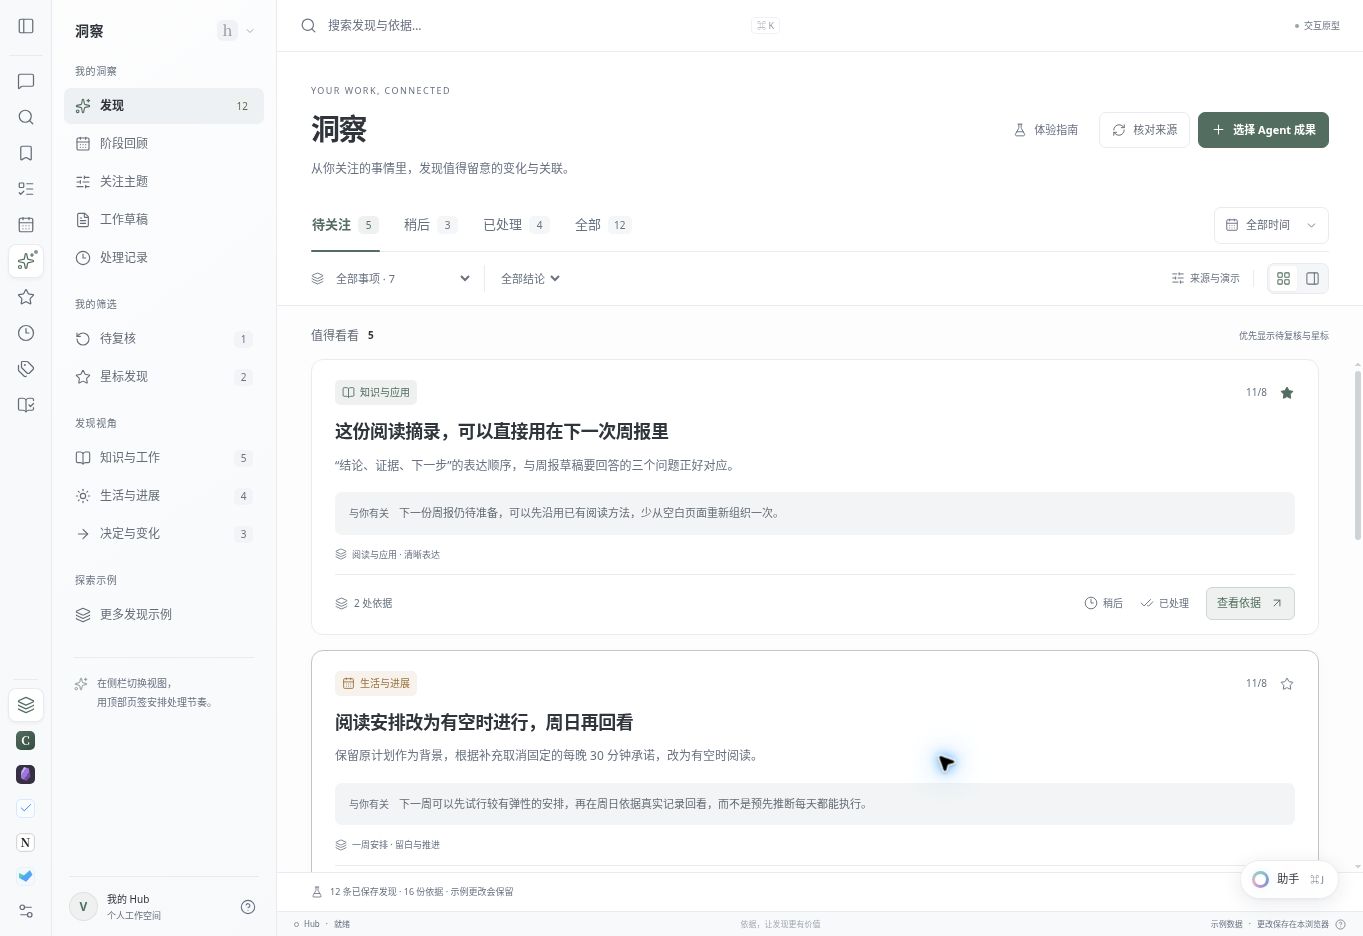 洞察
h
我的洞察
发现 12
阶段回顾
关注主题
工作草稿
处理记录
我的筛选
待复核 1
星标发现 2
发现视角
知识与工作 5
生活与进展 4
决定与变化 3
探索示例
更多发现示例
在侧栏切换视图，
用顶部页签安排处理节奏。
C
N
V
我的 Hub
个人工作空间
搜索发现与依据...
⌘ K
交互原型
YOUR WORK, CONNECTED
洞察
从你关注的事情里，发现值得留意的变化与关联。
体验指南
核对来源
选择 Agent 成果
待关注 5 稍后 3 已处理 4 全部 12
全部时间
全部事项 · 7 全部结论
来源与演示
值得看看 5
优先显示待复核与星标
知识与应用
11/8
这份阅读摘录，可以直接用在下一次周报里
“结论、证据、下一步”的表达顺序，与周报草稿要回答的三个问题正好对应。
与你有关 下一份周报仍待准备，可以先沿用已有阅读方法，少从空白页面重新组织一次。
阅读与应用 · 清晰表达
2 处依据
稍后
已处理
查看依据
生活与进展
11/8
阅读安排改为有空时进行，周日再回看
保留原计划作为背景，根据补充取消固定的每晚 30 分钟承诺，改为有空时阅读。
与你有关 下一周可以先试行较有弹性的安排，再在周日依据真实记录回看，而不是预先推断每天都能执行。
一周安排 · 留白与推进
助手 ⌘J
12 条已保存发现 · 16 份依据 · 示例更改会保留
Hub · 就绪
依据，让发现更有价值
示例数据 · 更改保存在本浏览器